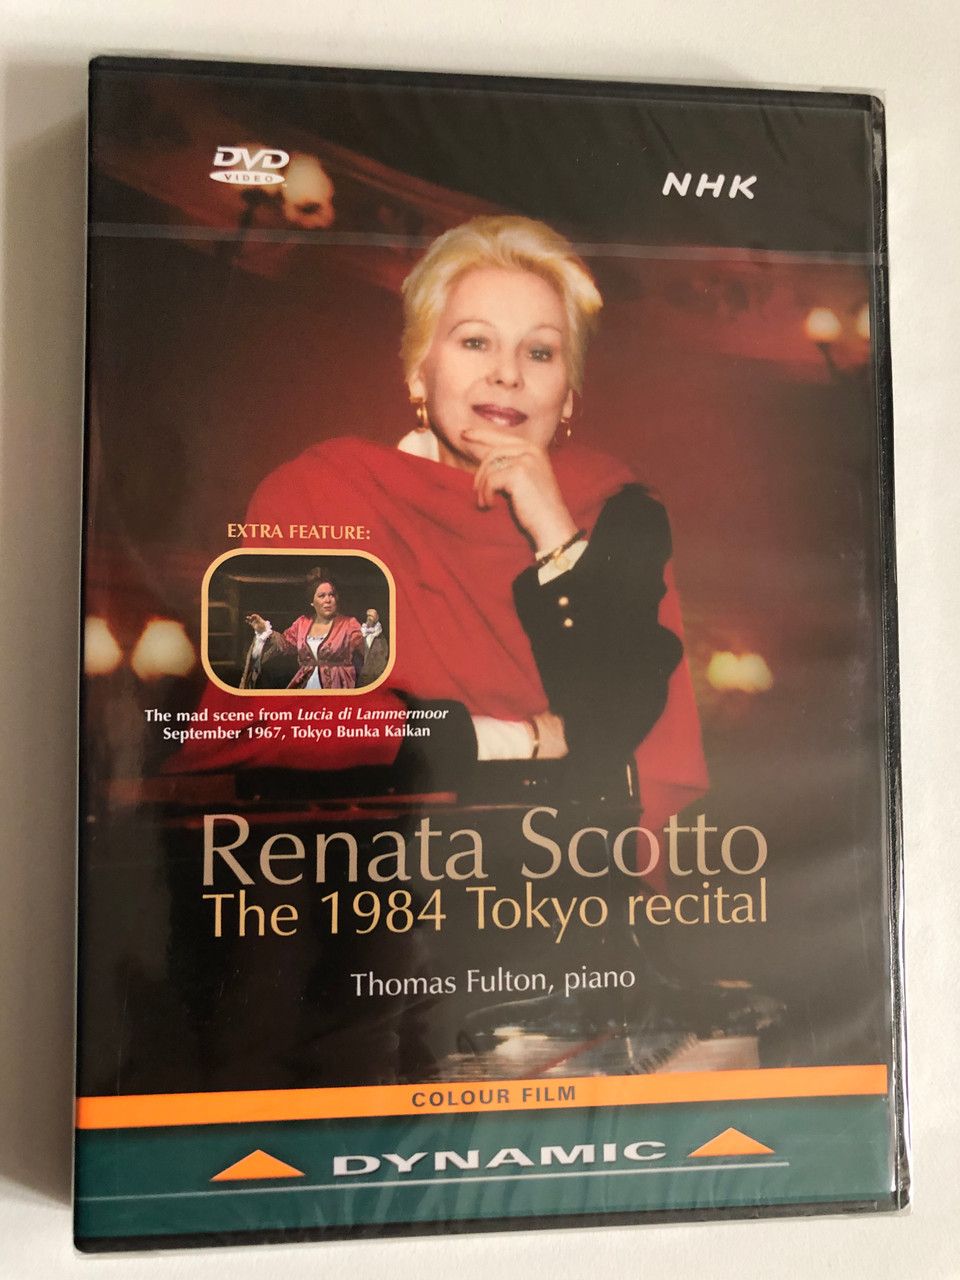 DVD
VIDEO
NHK
EXTRA FEATURE:
The mad scene from Lucia di Lammermoor
September 1967, Tokyo Bunka Kaikan
Renata Scotto
The 1984 Tokyo recital
Thomas Fulton, piano
COLOUR FILM
DYNAMIC